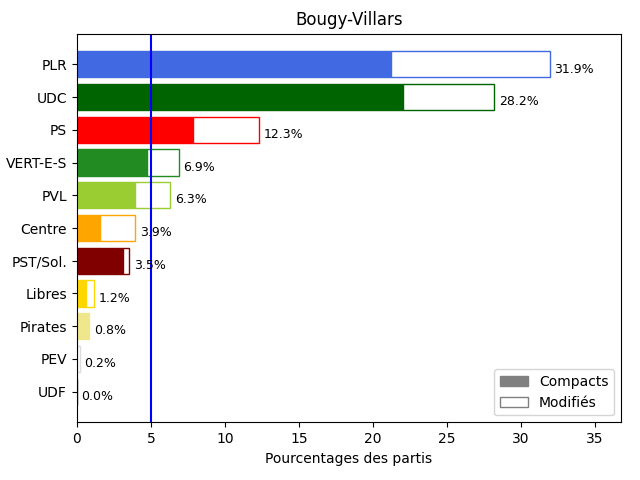 Bougy-Villars
PLR 31.9%
UDC 28.2%
PS 12.3%
VERT-E-S 6.9%
PVL 6.3%
Centre 3.9%
PST/Sol. 3.5%
Libres 1.2%
Pirates 0.8%
PEV 0.2%
UDF 0.0%
Compacts
Modifiés
0 5 10 15 20 25 30 35
Pourcentages des partis